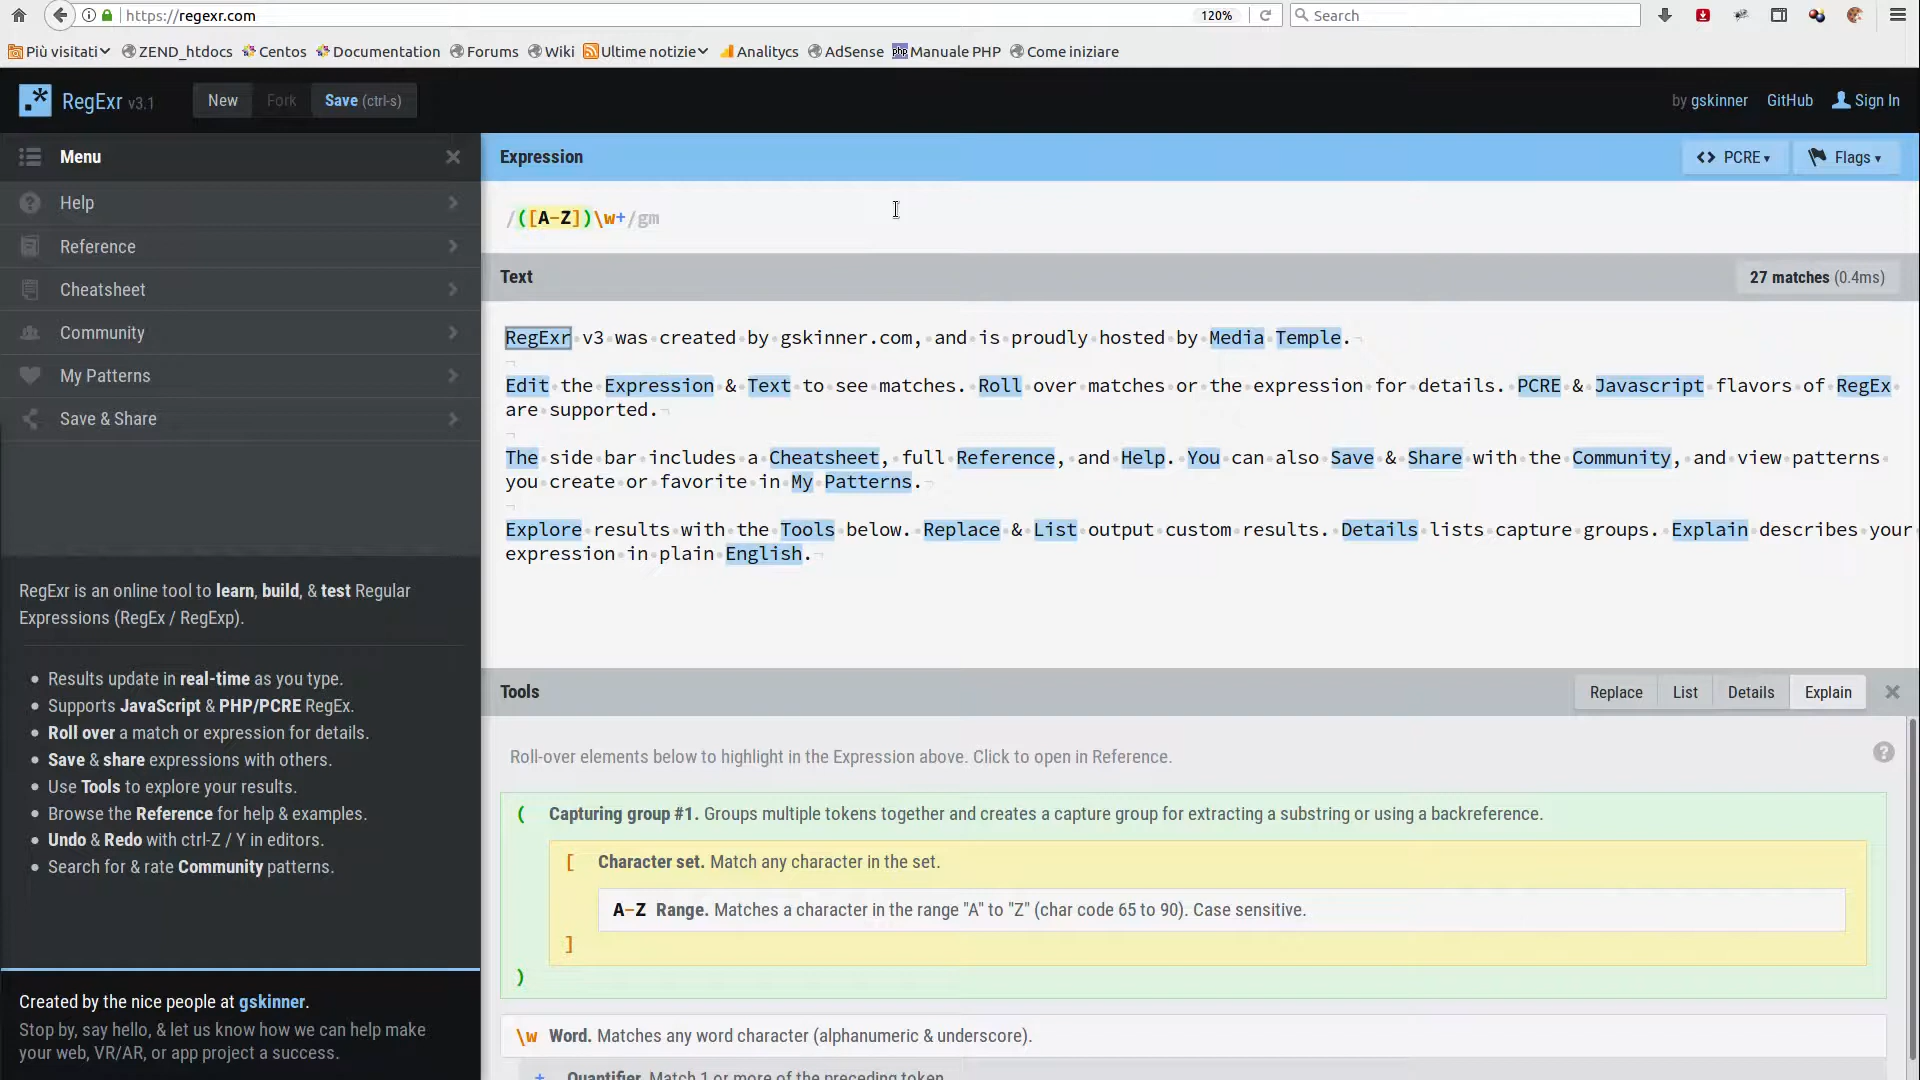 https://regexr.com
120%
Search
Più visitati
ZEND_htdocs
Centos
Documentation
Forums
Wiki
Ultime notizie
Analitycs
AdSense
php Manuale PHP
Come iniziare
RegExr v3.1
New
Fork
Save (ctrl-s)
by gskinner
GitHub
Sign In
Menu
Help
Reference
Cheatsheet
Community
My Patterns
Save & Share
RegExr is an online tool to learn, build, & test Regular
Expressions (RegEx / RegExp).
Results update in real-time as you type.
Supports JavaScript & PHP/PCRE RegEx.
Roll over a match or expression for details.
Save & share expressions with others.
Use Tools to explore your results.
Browse the Reference for help & examples.
Undo & Redo with ctrl-Z / Y in editors.
Search for & rate Community patterns.
Created by the nice people at gskinner.
Stop by, say hello, & let us know how we can help make
your web, VR/AR, or app project a success.
Expression
<> PCRE
Flags
/([A-Z])\w+/gm
Text
27 matches (0.4ms)
RegExr v3 was created by gskinner.com, and is proudly hosted by Media Temple.
Edit the Expression & Text to see matches. Roll over matches or the expression for details. PCRE & Javascript flavors of RegEx
are supported.
The side bar includes a Cheatsheet, full Reference, and Help. You can also Save & Share with the Community, and view patterns
you create or favorite in My Patterns.
Explore results with the Tools below. Replace & List output custom results. Details lists capture groups. Explain describes your
expression in plain English.
Tools
Replace
List
Details
Explain
Roll-over elements below to highlight in the Expression above. Click to open in Reference.
( Capturing group #1. Groups multiple tokens together and creates a capture group for extracting a substring or using a backreference.
[ Character set. Match any character in the set.
A-Z Range. Matches a character in the range "A" to "Z" (char code 65 to 90). Case sensitive.
]
)
\w Word. Matches any word character (alphanumeric & underscore).
+ Quantifier. Match 1 or more of the preceding token.